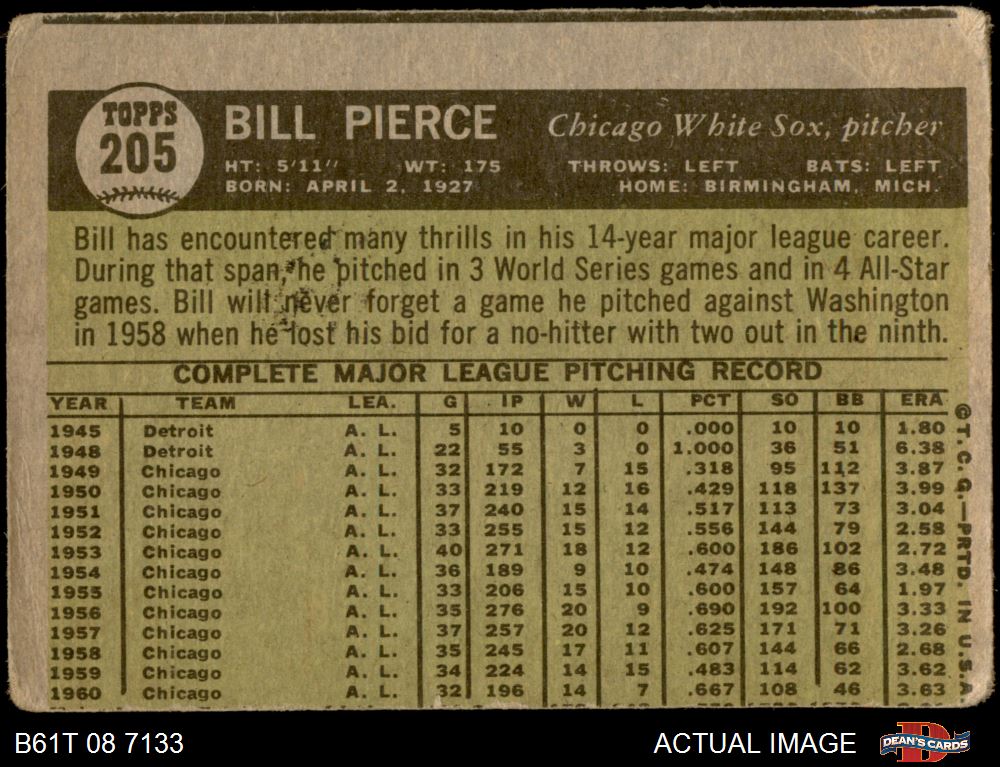 TOPPS
205
BILL PIERCE
Chicago White Sox, pitcher
HT: 5'11" WT: 175 THROWS: LEFT BATS: LEFT
BORN: APRIL 2, 1927 HOME: BIRMINGHAM, MICH.
Bill has encountered many thrills in his 14-year major league career.
During that span, he pitched in 3 World Series games and in 4 All-Star
games. Bill will never forget a game he pitched against Washington
in 1958 when he lost his bid for a no-hitter with two out in the ninth.
COMPLETE MAJOR LEAGUE PITCHING RECORD
YEAR TEAM LEA. G IP W L PCT SO BB ERA
1945 Detroit A. L. 5 10 0 0 .000 10 10 1.80
1948 Detroit A. L. 22 55 3 0 1.000 36 51 6.38
1949 Chicago A. L. 32 172 7 15 .318 95 112 3.87
1950 Chicago A. L. 33 219 12 16 .429 118 137 3.99
1951 Chicago A. L. 37 240 15 14 .517 113 73 3.04
1952 Chicago A. L. 33 255 15 12 .556 144 79 2.58
1953 Chicago A. L. 40 271 18 12 .600 186 102 2.72
1954 Chicago A. L. 36 189 9 10 .474 148 86 3.48
1955 Chicago A. L. 33 206 15 10 .600 157 64 1.97
1956 Chicago A. L. 35 276 20 9 .690 192 100 3.33
1957 Chicago A. L. 37 257 20 12 .625 171 71 3.26
1958 Chicago A. L. 35 245 17 11 .607 144 66 2.68
1959 Chicago A. L. 34 224 14 15 .483 114 62 3.62
1960 Chicago A. L. 32 196 14 7 .667 108 46 3.63
©T.C.G.—PRTD. IN U.S.A.
B61T 08 7133
ACTUAL IMAGE
DEAN'S CARDS